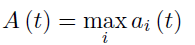 A (t) = max a_i (t)
i